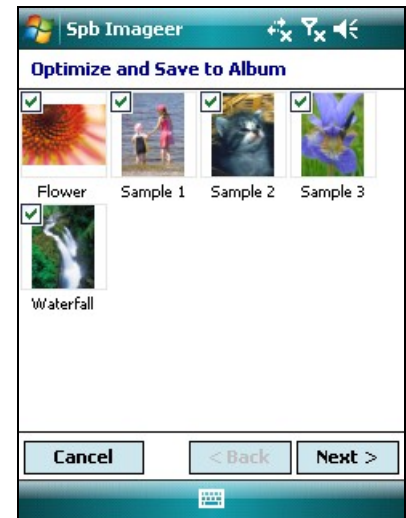 Spb Imageer
Optimize and Save to Album
Flower Sample 1 Sample 2 Sample 3
Waterfall
Cancel < Back Next >